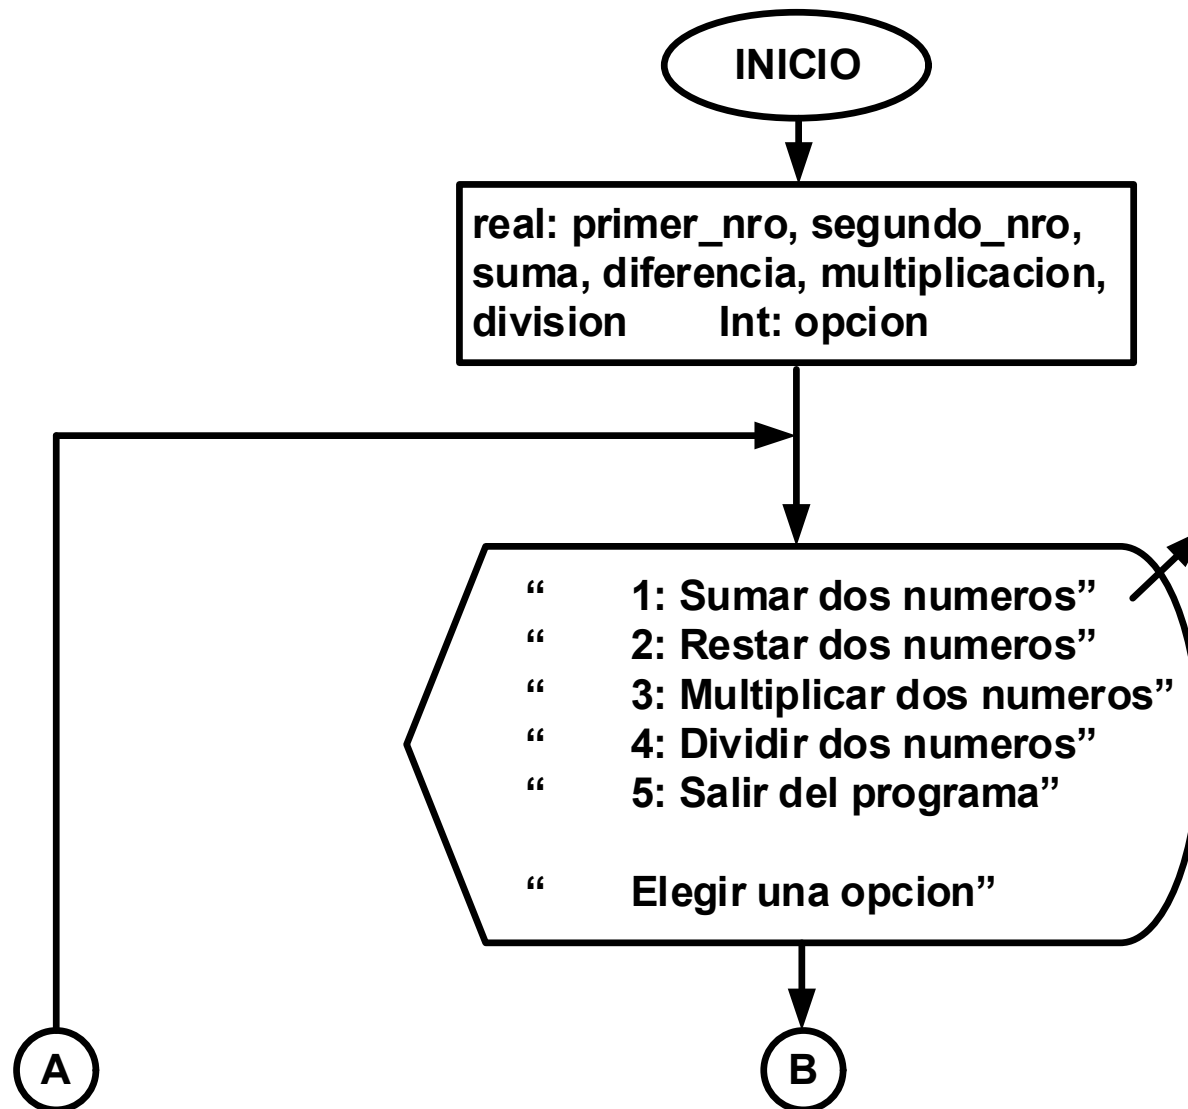 INICIO
real: primer_nro, segundo_nro,
suma, diferencia, multiplicacion,
division Int: opcion
“ 1: Sumar dos numeros”
“ 2: Restar dos numeros”
“ 3: Multiplicar dos numeros”
“ 4: Dividir dos numeros”
“ 5: Salir del programa”
“ Elegir una opcion”
A B